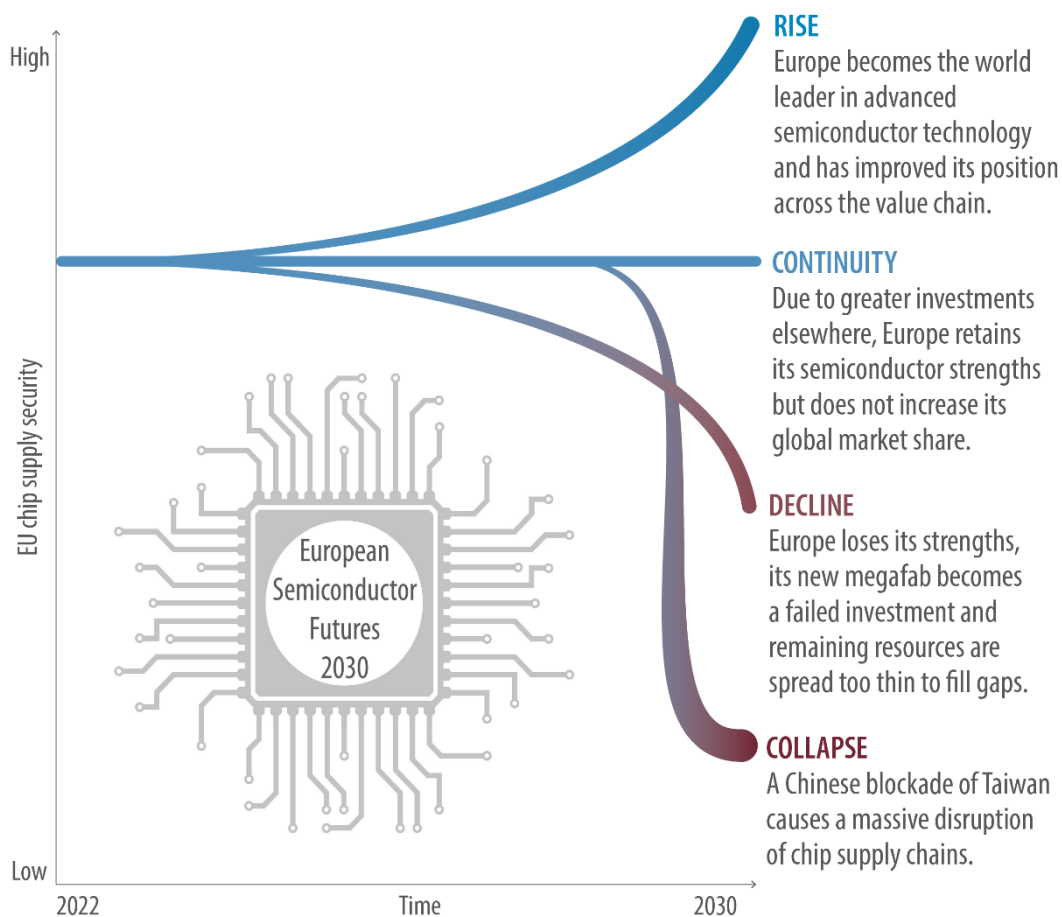 High
RISE
Europe becomes the world
leader in advanced
semiconductor technology
and has improved its position
across the value chain.
CONTINUITY
Due to greater investments
elsewhere, Europe retains
its semiconductor strengths
but does not increase its
global market share.
EU chip supply security
European
Semiconductor
Futures
2030
DECLINE
Europe loses its strengths,
its new megafab becomes
a failed investment and
remaining resources are
spread too thin to fill gaps.
COLLAPSE
A Chinese blockade of Taiwan
causes a massive disruption
of chip supply chains.
Low
2022
Time
2030